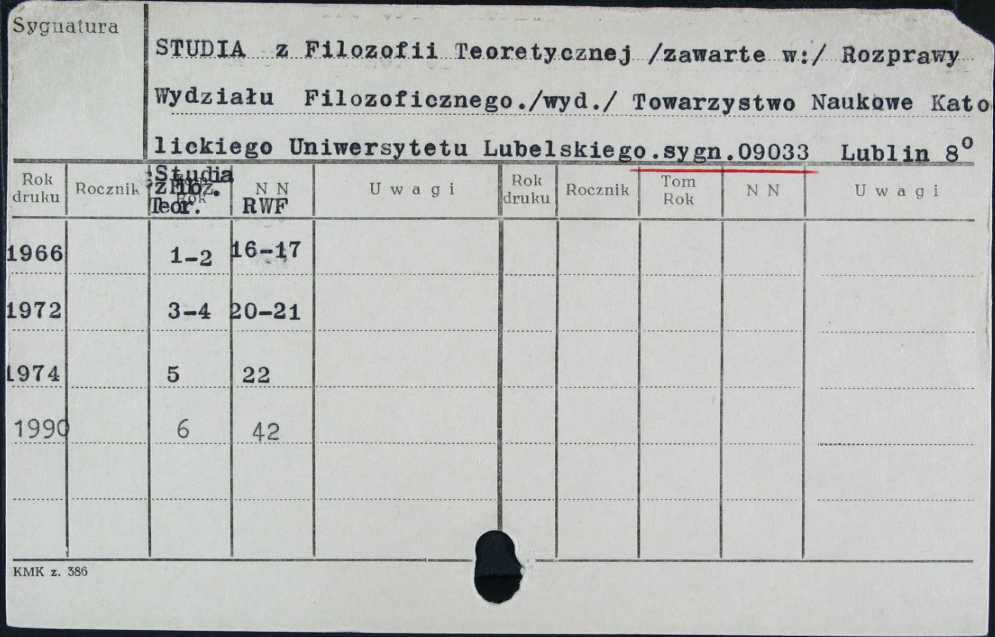 Sygnatura
STUDIA z Filozofii Teoretycznej /zawarte w:/ Rozprawy
Wydziału Filozoficznego./wyd./ Towarzystwo Naukowe Kato
lickiego Uniwersytetu Lubelskiego.sygn.09033 Lublin 8°
Rok druku Rocznik Studia z Filoz. Teor. Rok N N RWF Uwagi Rok druku Rocznik Tom Rok N N Uwagi
1966 1-2 16-17
1972 3-4 20-21
1974 5 22
1990 6 42
KMK z. 386